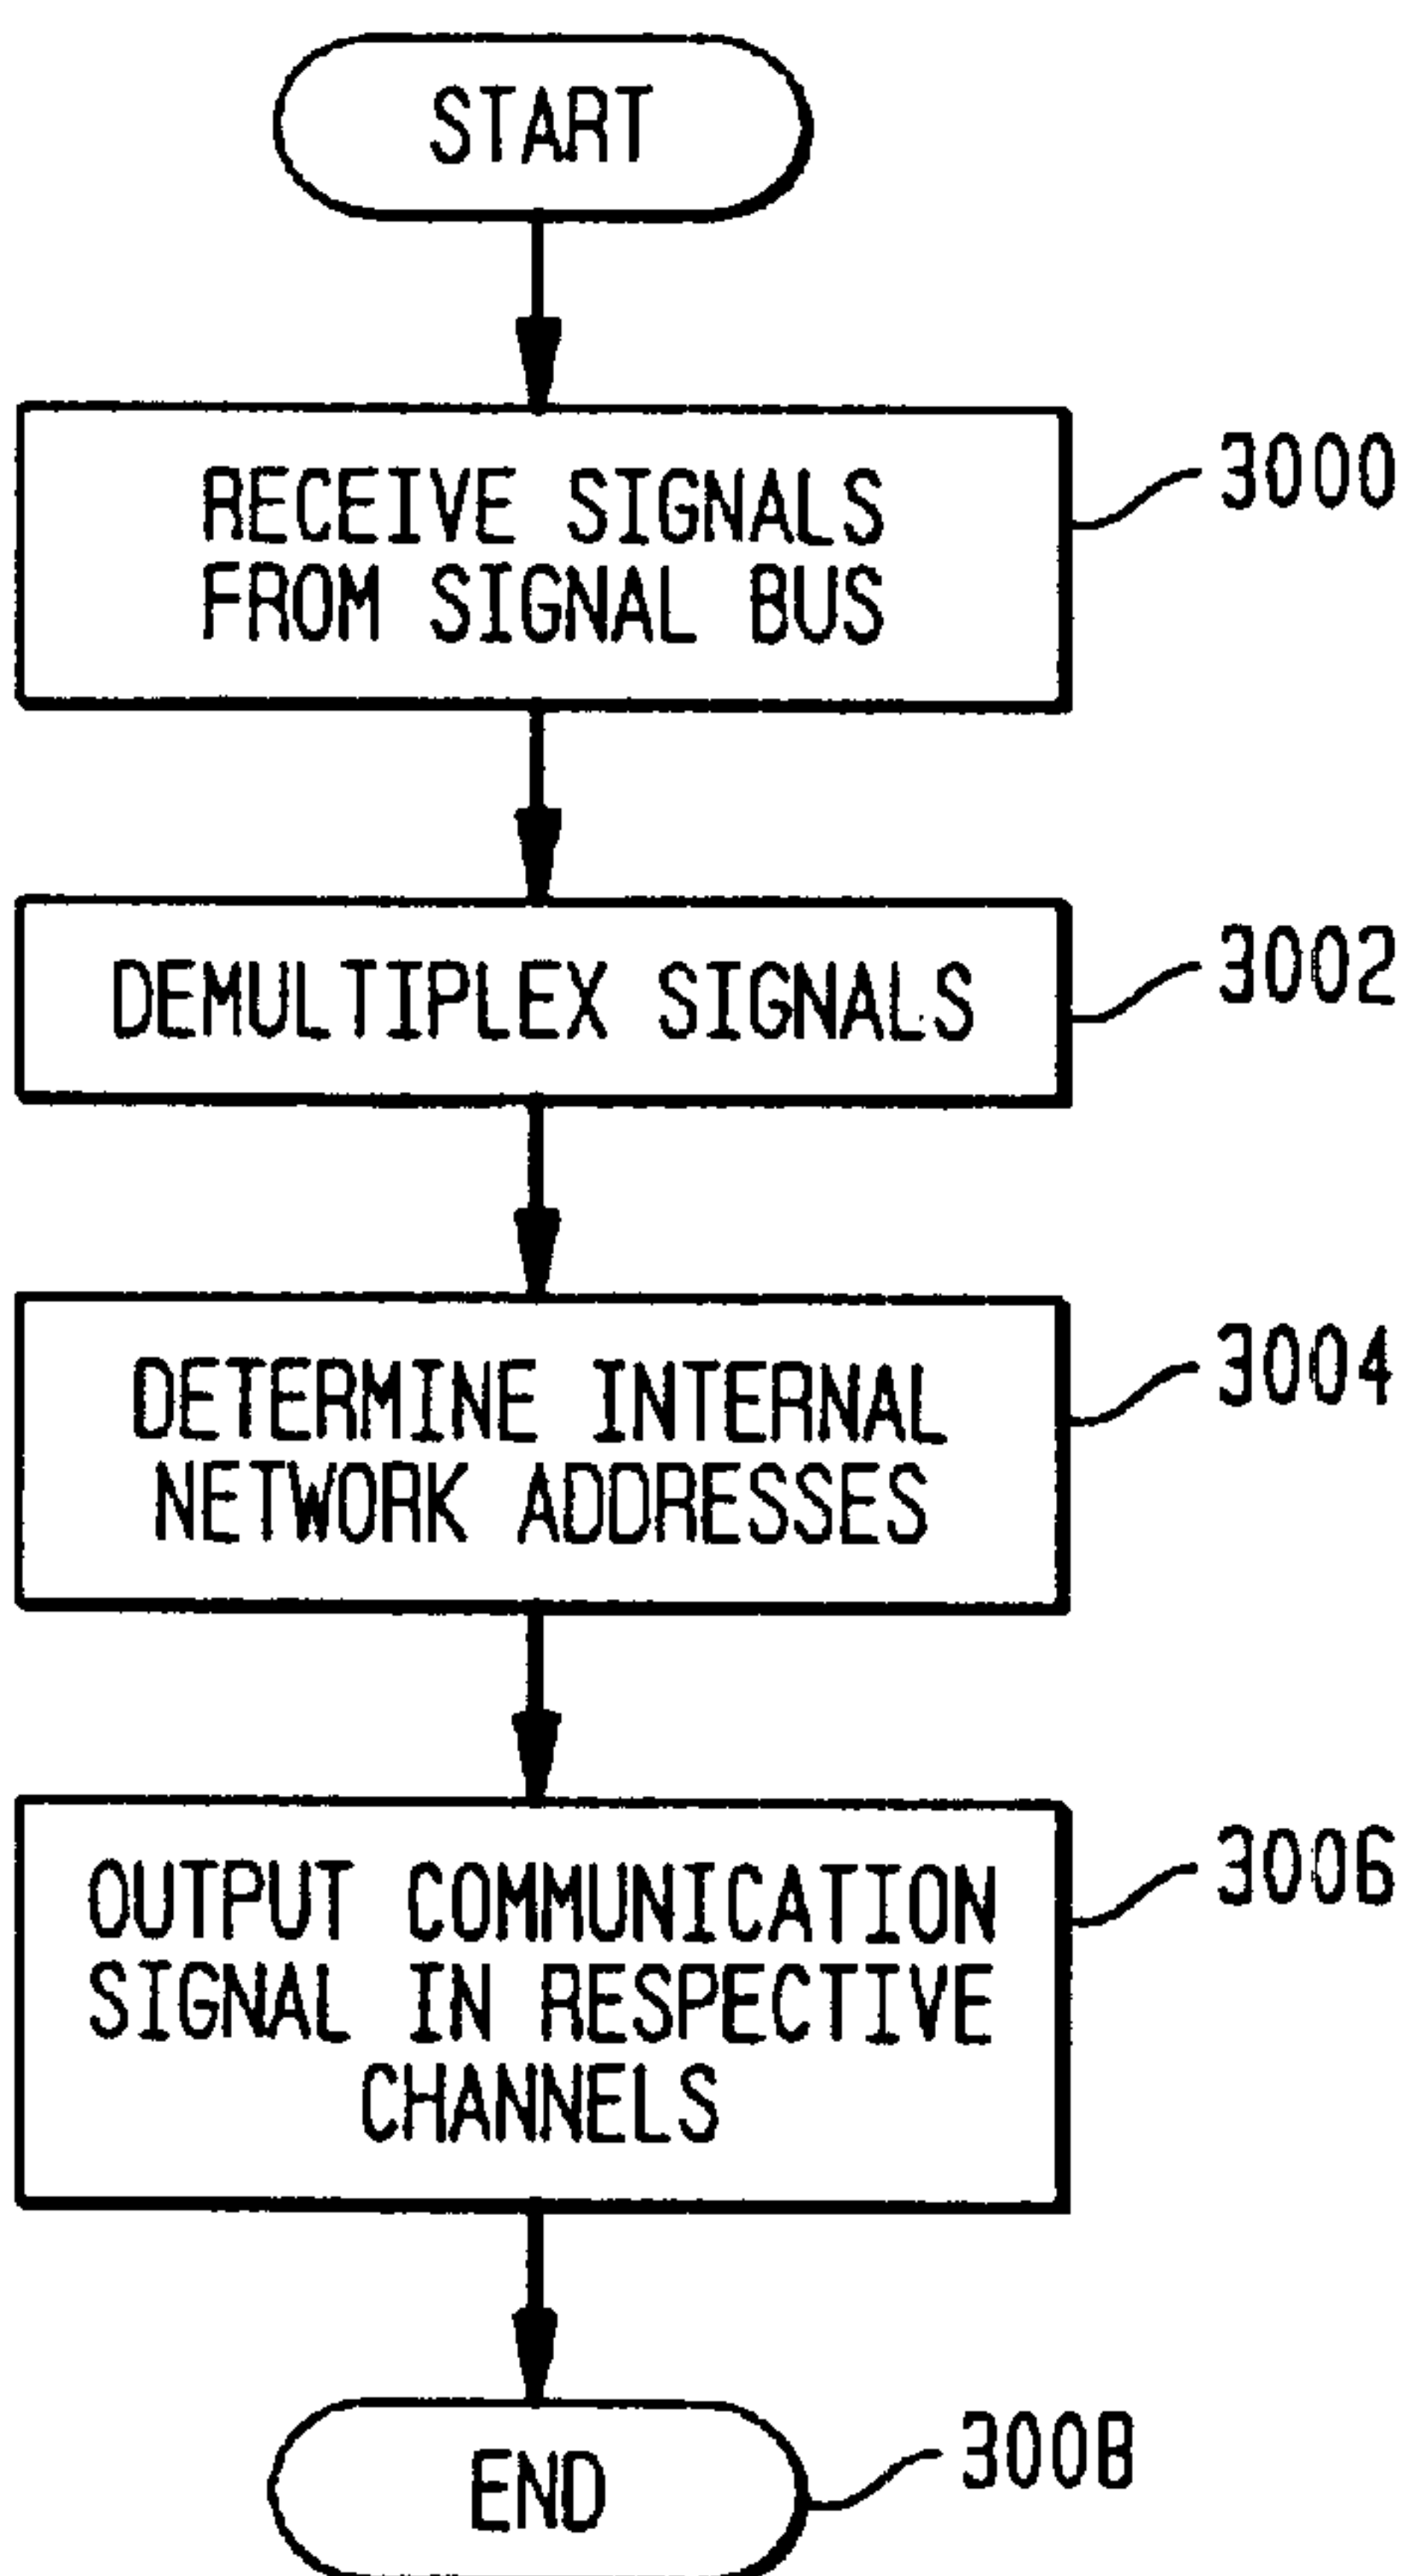 START
RECEIVE SIGNALS
FROM SIGNAL BUS
3000
DEMULTIPLEX SIGNALS
3002
DETERMINE INTERNAL
NETWORK ADDRESSES
3004
OUTPUT COMMUNICATION
SIGNAL IN RESPECTIVE
CHANNELS
3006
END
3008